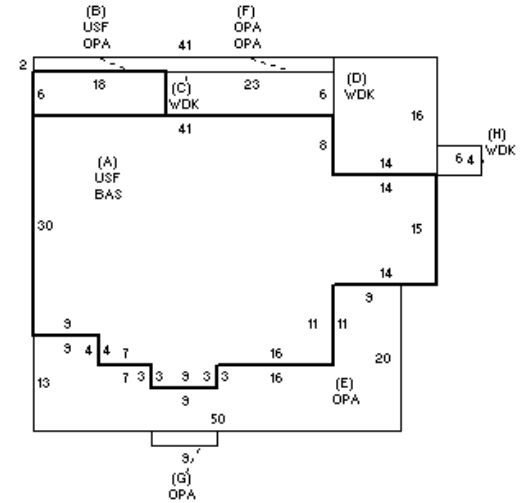 (B)
USF
OPA
(F)
OPA
OPA
41
2
18
23
(C)
WDK
(D)
WDK
6
6
16
41
(H)
WDK
8
6 4
14
14
(A)
USF
BAS
30
15
14
9
9
11
11
9
4
4
7
16
20
7
3
3
9
3
3
16
13
9
(E)
OPA
50
9
(G)
OPA